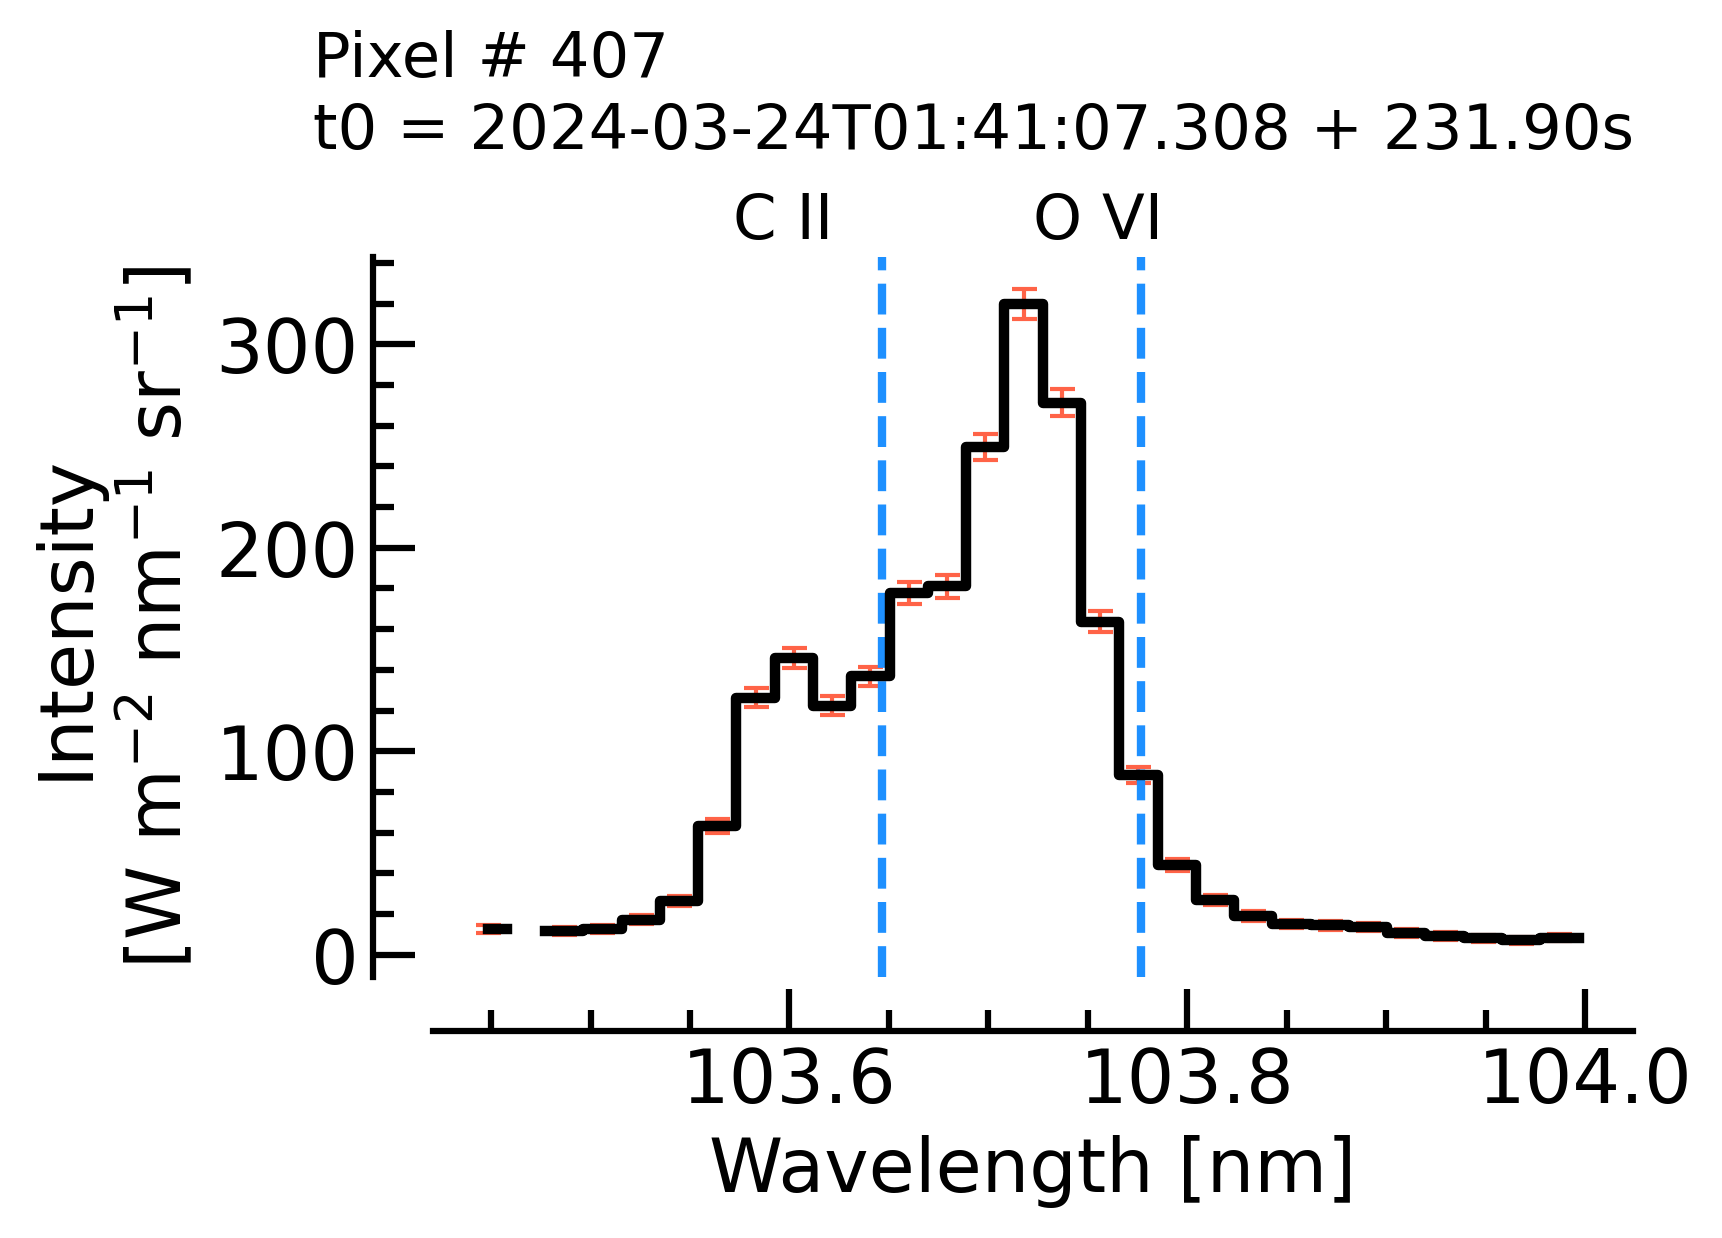 Pixel # 407
t0 = 2024-03-24T01:41:07.308 + 231.90s
C II O VI
Intensity
[W m⁻² nm⁻¹ sr⁻¹]
300
200
100
0
103.6 103.8 104.0
Wavelength [nm]